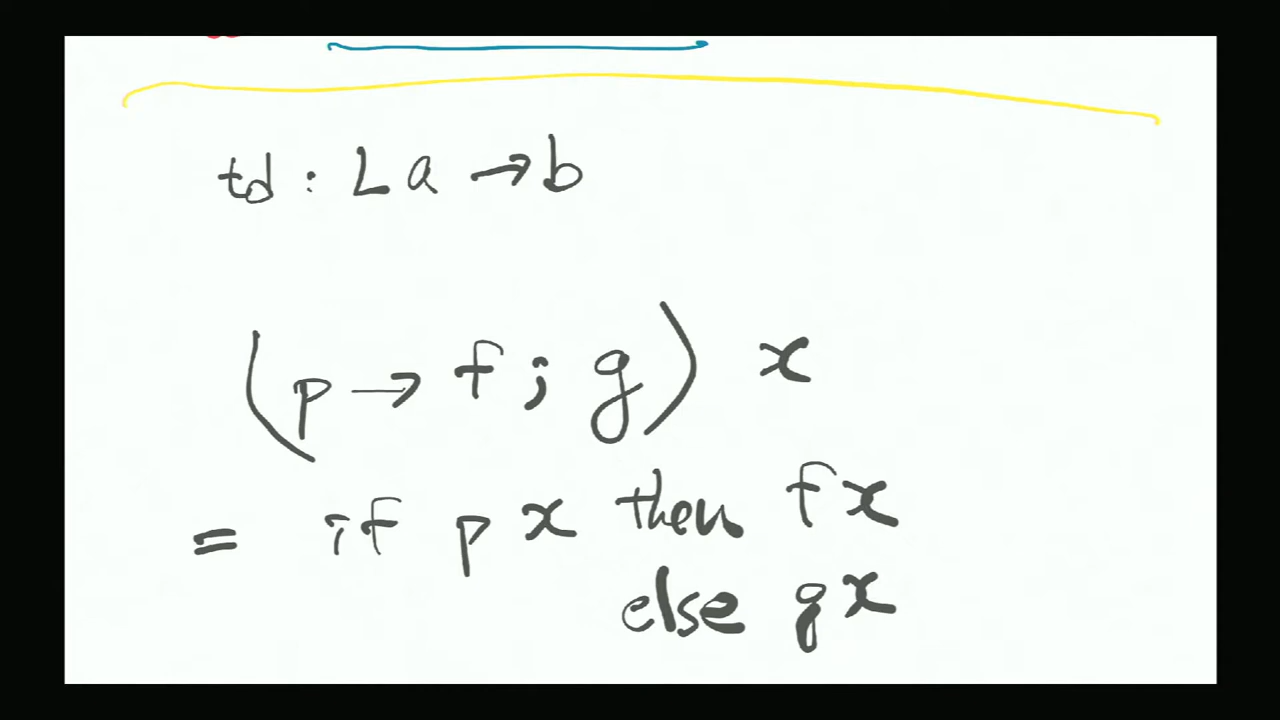 td : L a → b
(p → f ; g) x
= if p x then f x
else g x